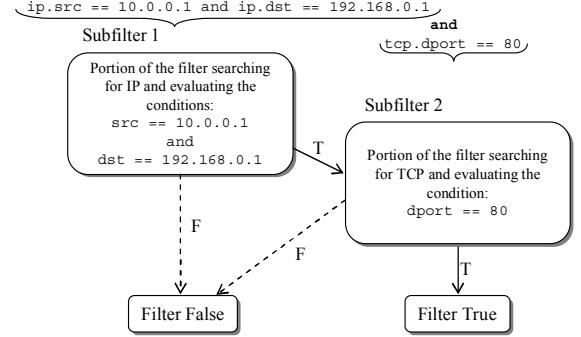 ip.src == 10.0.0.1 and ip.dst == 192.168.0.1
and
tcp.dport == 80
Subfilter 1
Portion of the filter searching
for IP and evaluating the
conditions:
src == 10.0.0.1
and
dst == 192.168.0.1
T
Subfilter 2
Portion of the filter searching
for TCP and evaluating the
condition:
dport == 80
F
F
T
Filter False
Filter True